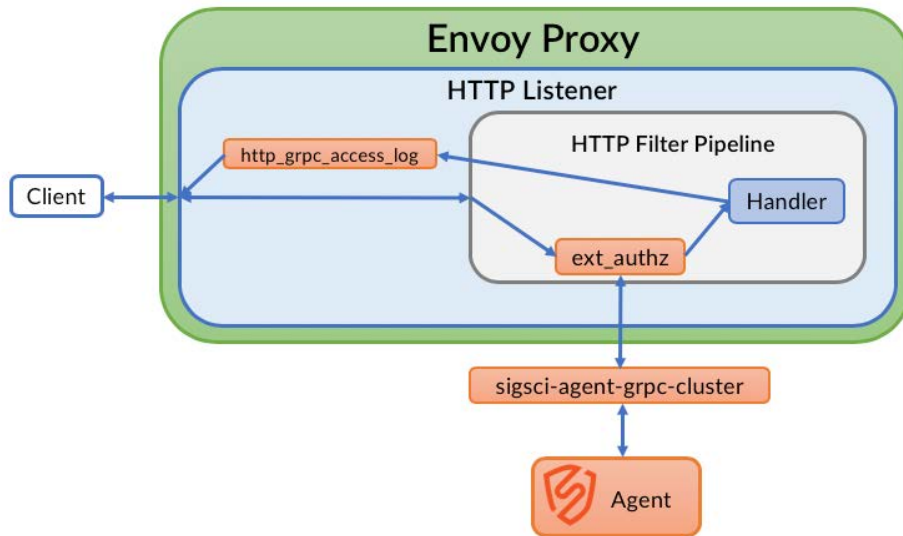 Envoy Proxy
HTTP Listener
HTTP Filter Pipeline
http_grpc_access_log
Client
Handler
ext_authz
sigsci-agent-grpc-cluster
Agent